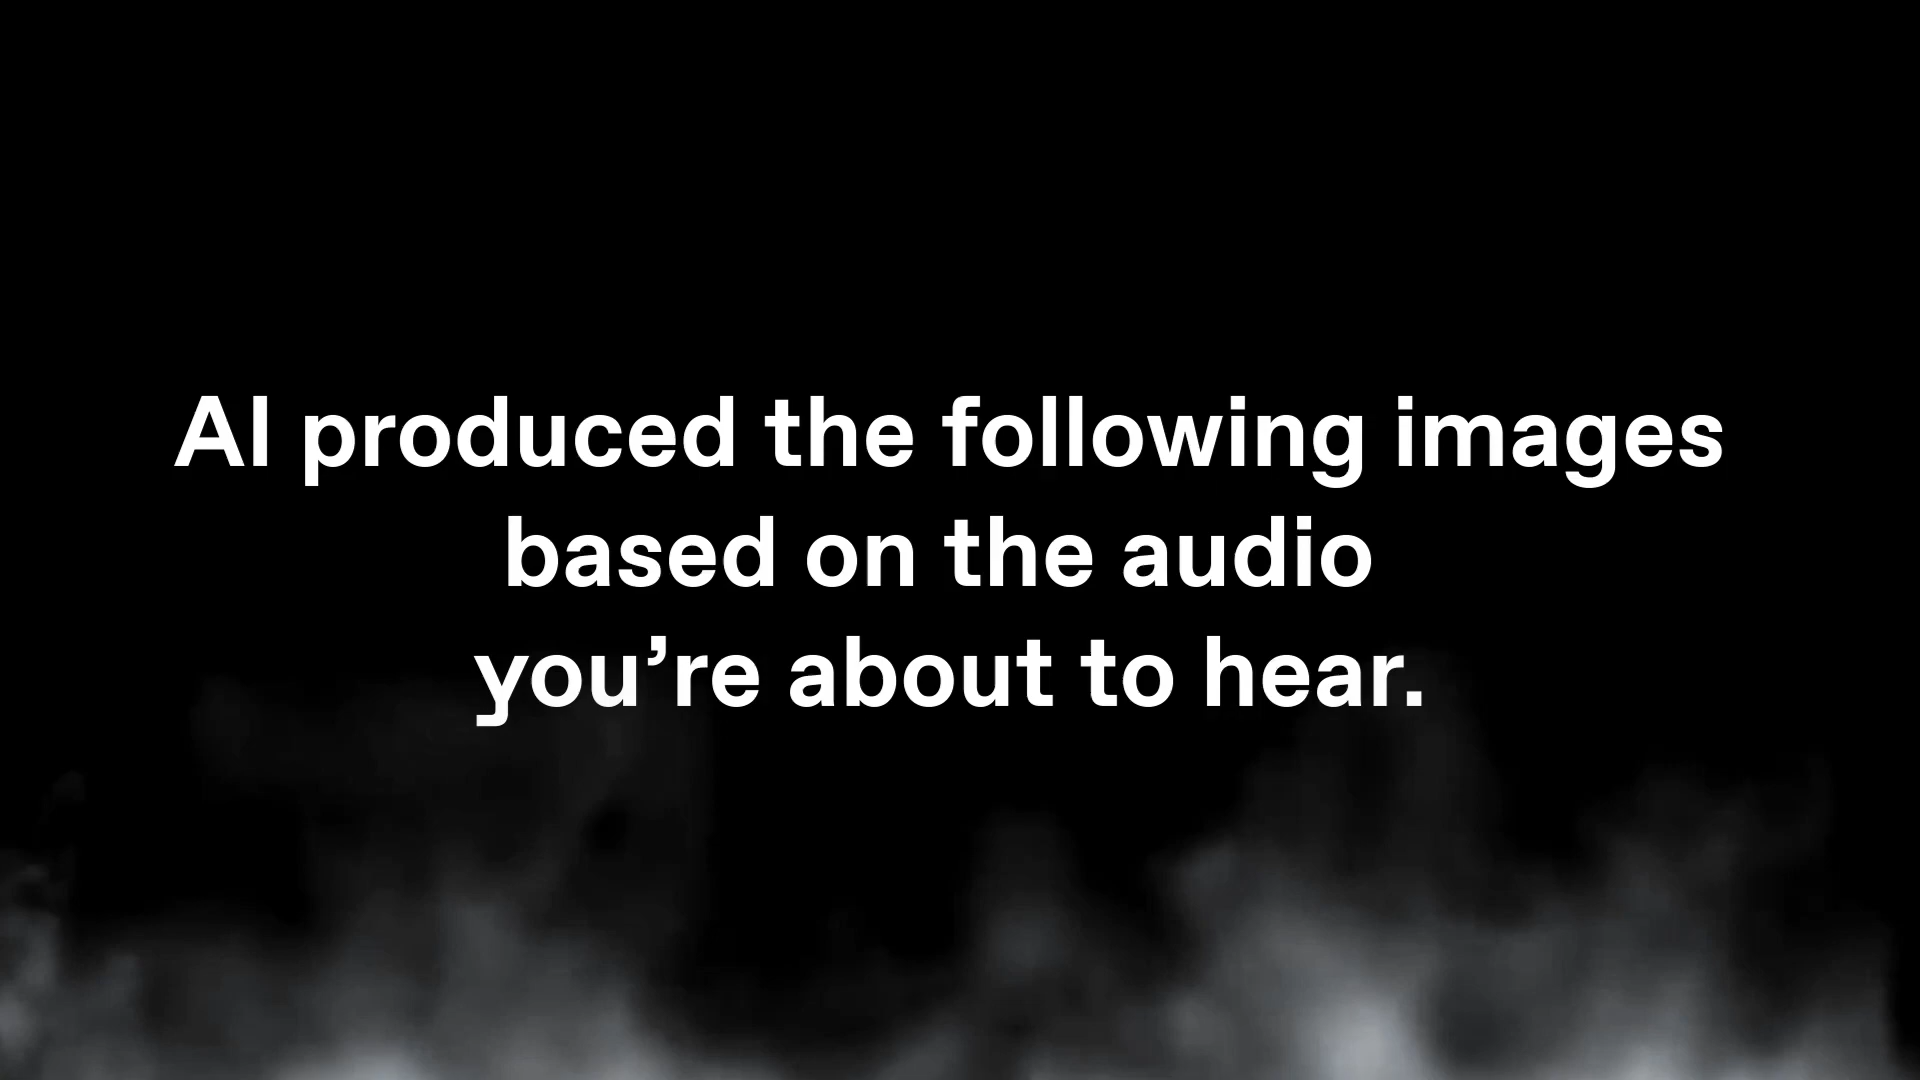 AI produced the following images
based on the audio
you’re about to hear.